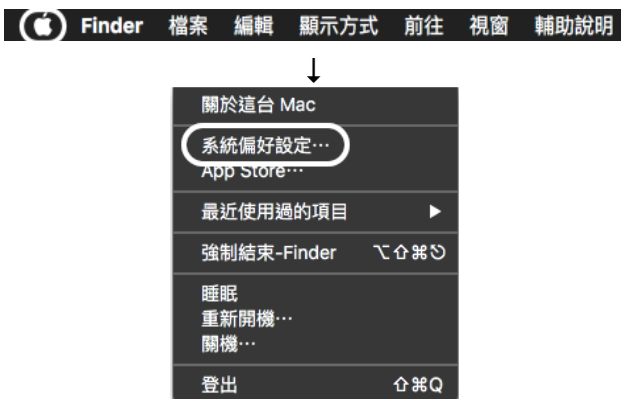 Finder 檔案 編輯 顯示方式 前往 視窗 輔助說明
↓
關於這台 Mac
系統偏好設定…
App Store…
最近使用過的項目 ▶
強制結束-Finder ⌥⇧⌘⎋
睡眠
重新開機…
關機…
登出 ⇧⌘Q